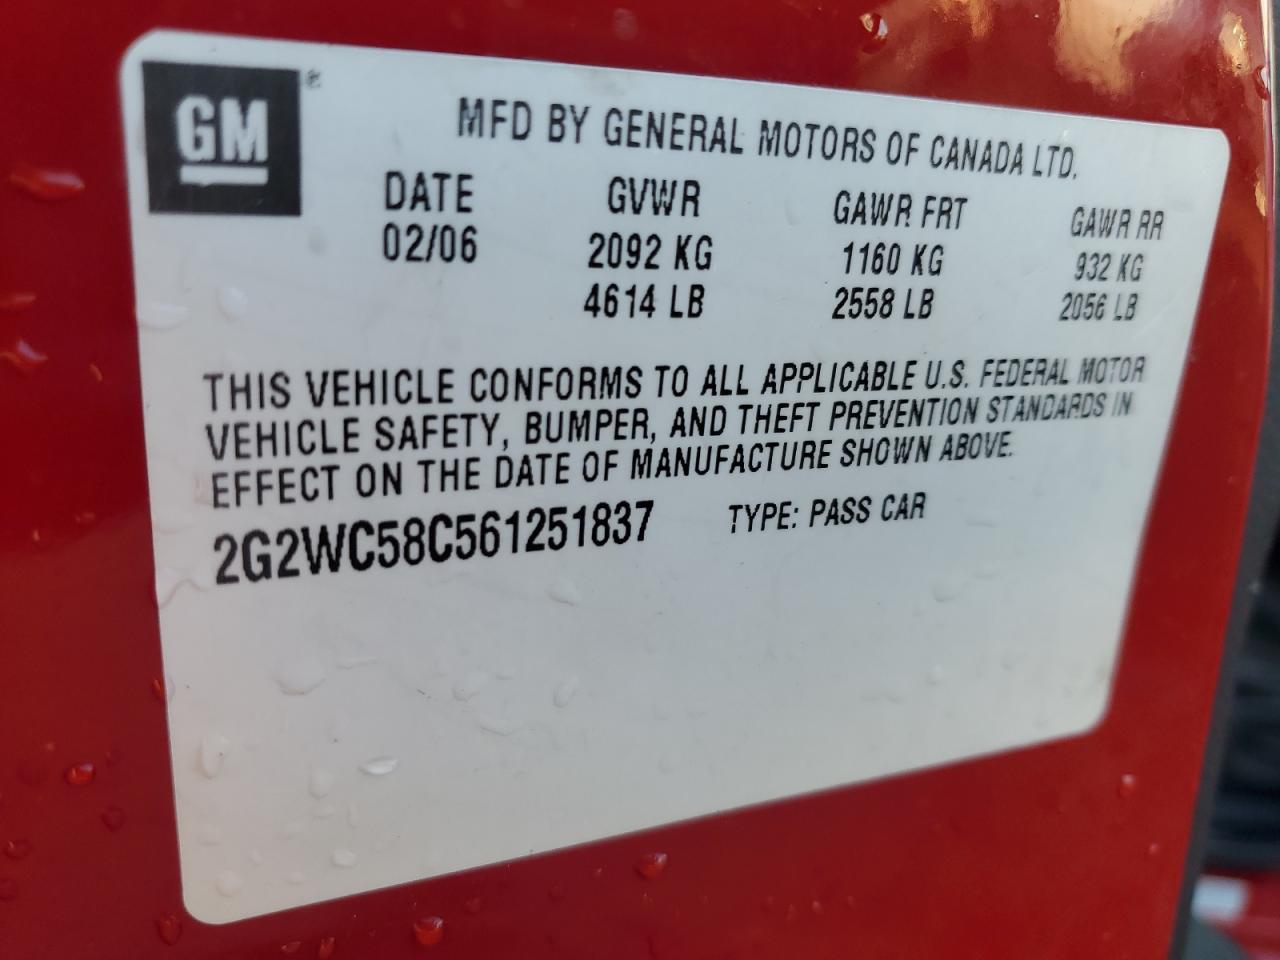 GM®
MFD BY GENERAL MOTORS OF CANADA LTD.
DATE GVWR GAWR FRT GAWR RR
02/06 2092 KG 1160 KG 932 KG
4614 LB 2558 LB 2056 LB
THIS VEHICLE CONFORMS TO ALL APPLICABLE U.S. FEDERAL MOTOR
VEHICLE SAFETY, BUMPER, AND THEFT PREVENTION STANDARDS IN
EFFECT ON THE DATE OF MANUFACTURE SHOWN ABOVE.
2G2WC58C561251837 TYPE: PASS CAR